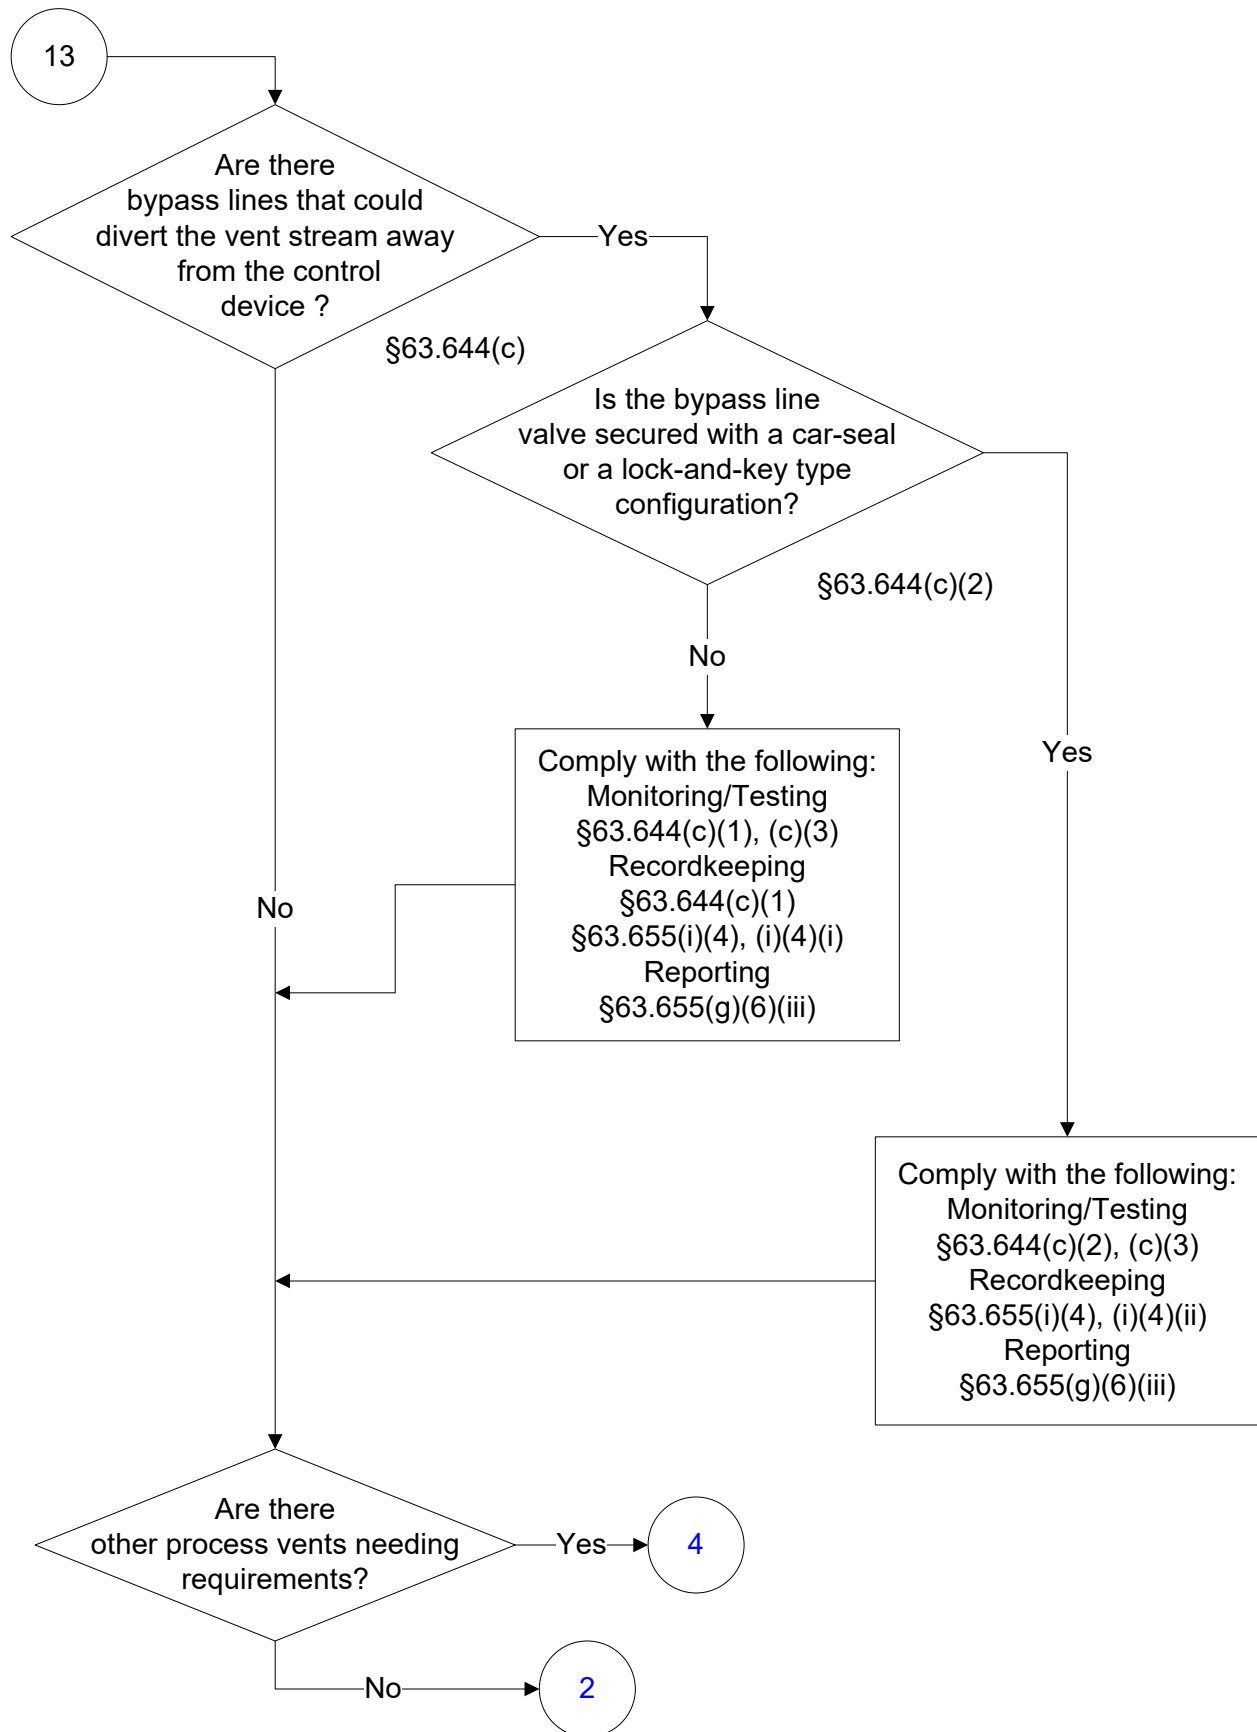 13
Are there
bypass lines that could
divert the vent stream away
from the control
device ?
Yes
§63.644(c)
Is the bypass line
valve secured with a car-seal
or a lock-and-key type
configuration?
§63.644(c)(2)
No
Yes
Comply with the following:
Monitoring/Testing
§63.644(c)(1), (c)(3)
Recordkeeping
§63.644(c)(1)
§63.655(i)(4), (i)(4)(i)
Reporting
§63.655(g)(6)(iii)
No
Comply with the following:
Monitoring/Testing
§63.644(c)(2), (c)(3)
Recordkeeping
§63.655(i)(4), (i)(4)(ii)
Reporting
§63.655(g)(6)(iii)
Are there
other process vents needing
requirements?
Yes
4
No
2